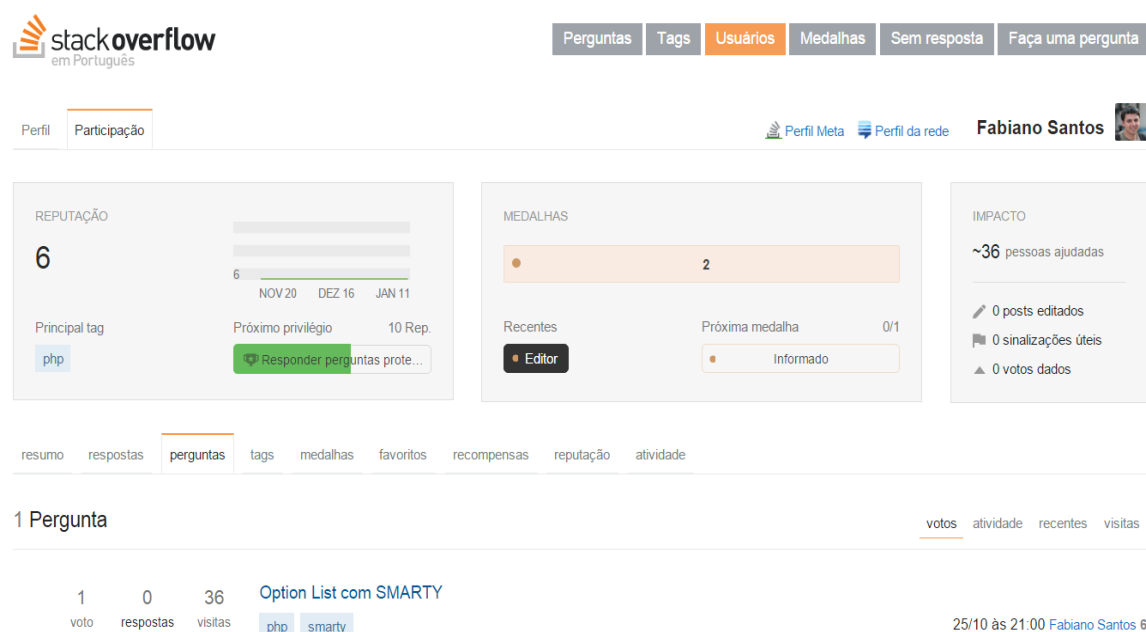 stackoverflow
em Português
Perguntas Tags Usuários Medalhas Sem resposta Faça uma pergunta
Perfil Participação
Perfil Meta Perfil da rede Fabiano Santos
REPUTAÇÃO
6
6
NOV 20 DEZ 16 JAN 11
Principal tag
php
Próximo privilégio 10 Rep.
Responder perguntas prote...
MEDALHAS
2
Recentes
Editor
Próxima medalha 0/1
Informado
IMPACTO
~36 pessoas ajudadas
0 posts editados
0 sinalizações úteis
0 votos dados
resumo respostas perguntas tags medalhas favoritos recompensas reputação atividade
1 Pergunta
votos atividade recentes visitas
1 0 36
voto respostas visitas
Option List com SMARTY
php smarty
25/10 às 21:00 Fabiano Santos 6